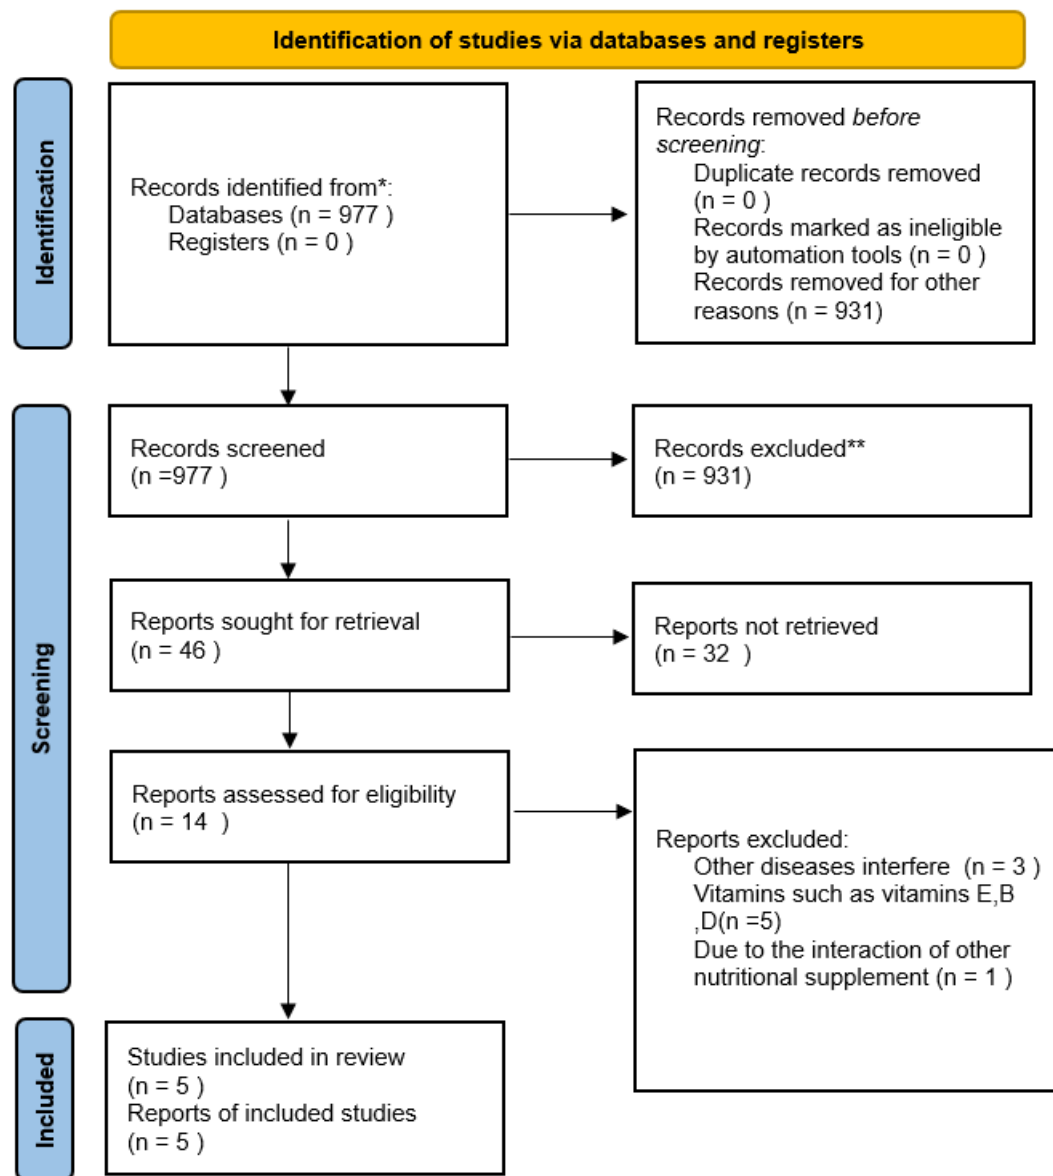 Identification of studies via databases and registers
Identification
Records identified from*:
Databases (n = 977 )
Registers (n = 0 )
Records removed before
screening:
Duplicate records removed
(n = 0 )
Records marked as ineligible
by automation tools (n = 0 )
Records removed for other
reasons (n = 931)
Screening
Records screened
(n =977 )
Records excluded**
(n = 931)
Reports sought for retrieval
(n = 46 )
Reports not retrieved
(n = 32 )
Reports assessed for eligibility
(n = 14 )
Reports excluded:
Other diseases interfere (n = 3 )
Vitamins such as vitamins E,B
,D(n =5)
Due to the interaction of other
nutritional supplement (n = 1 )
Included
Studies included in review
(n = 5 )
Reports of included studies
(n = 5 )